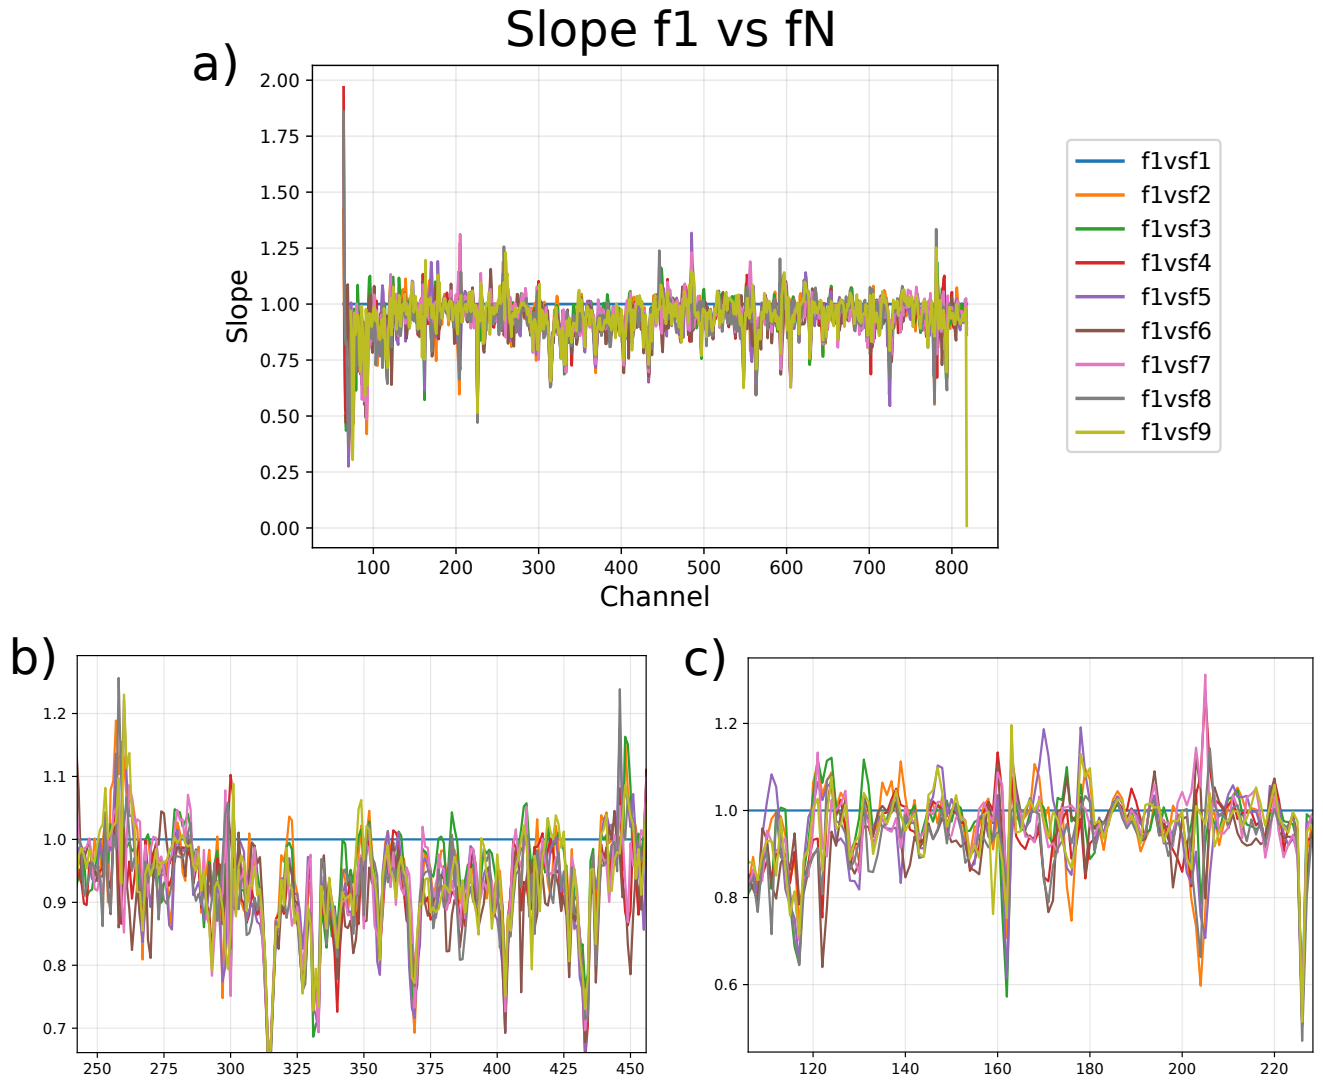 Slope f1 vs fN
a)
2.00
1.75
1.50
1.25
1.00
0.75
0.50
0.25
0.00
Slope
100 200 300 400 500 600 700 800
Channel
f1vsf1
f1vsf2
f1vsf3
f1vsf4
f1vsf5
f1vsf6
f1vsf7
f1vsf8
f1vsf9
b)
1.2
1.1
1.0
0.9
0.8
0.7
250 275 300 325 350 375 400 425 450
c)
1.2
1.0
0.8
0.6
120 140 160 180 200 220